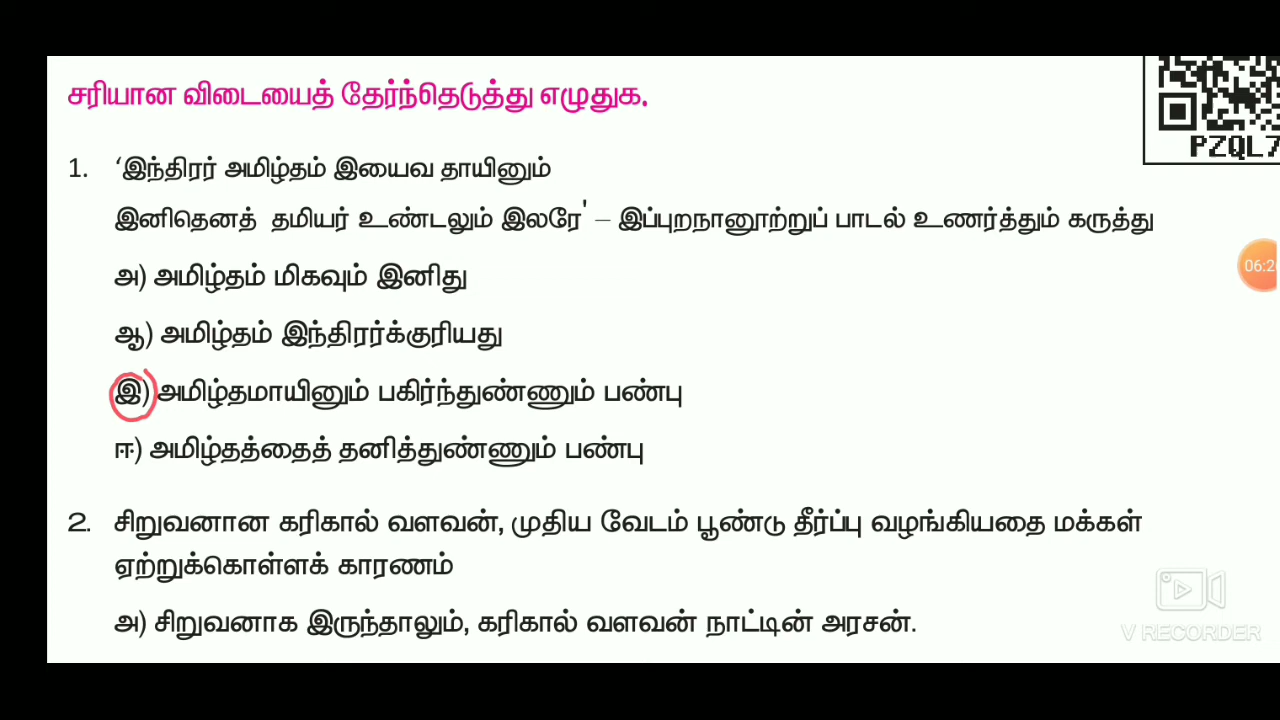 சரியான விடையைத் தேர்ந்தெடுத்து எழுதுக.
PZQL7
1. ‘இந்திரர் அமிழ்தம் இயைவ தாயினும்
இனிதெனத் தமியர் உண்டலும் இலரே' – இப்புறநானூற்றுப் பாடல் உணர்த்தும் கருத்து
அ) அமிழ்தம் மிகவும் இனிது
06:2
ஆ) அமிழ்தம் இந்திரர்க்குரியது
இ) அமிழ்தமாயினும் பகிர்ந்துண்ணும் பண்பு
ஈ) அமிழ்தத்தைத் தனித்துண்ணும் பண்பு
2. சிறுவனான கரிகால் வளவன், முதிய வேடம் பூண்டு தீர்ப்பு வழங்கியதை மக்கள்
ஏற்றுக்கொள்ளக் காரணம்
அ) சிறுவனாக இருந்தாலும், கரிகால் வளவன் நாட்டின் அரசன்.
V RECORDER